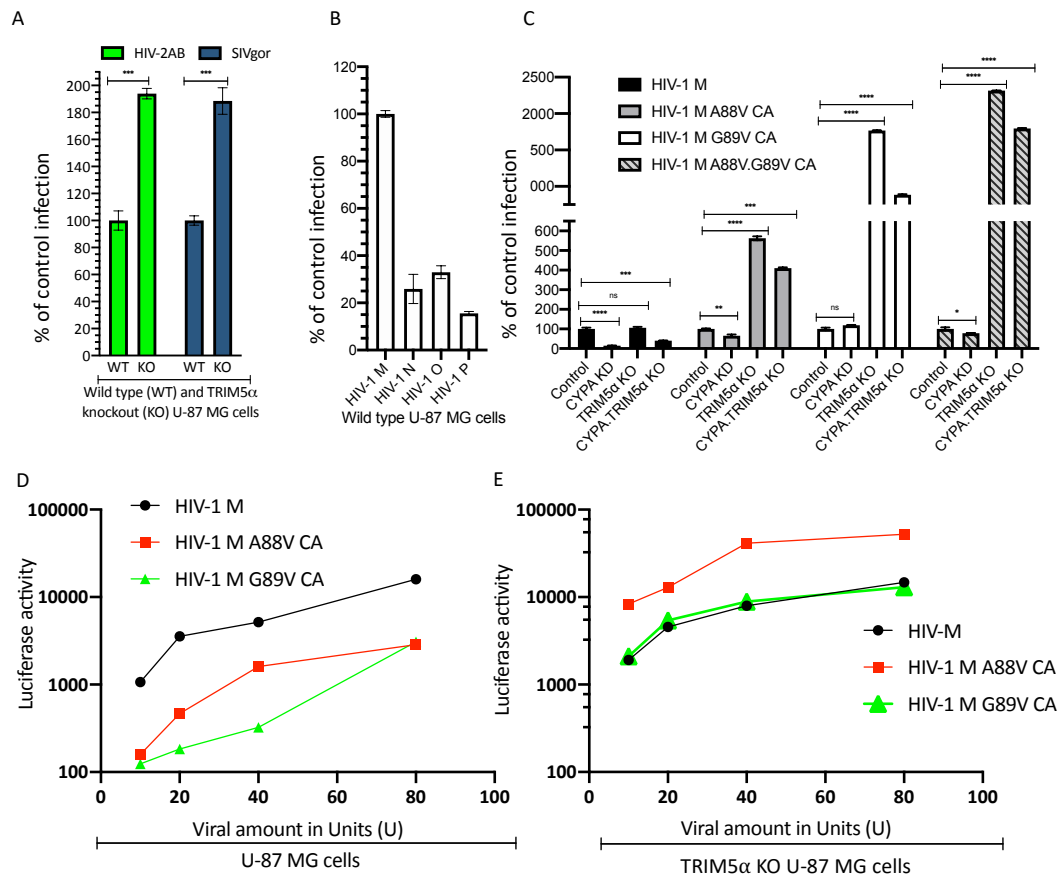 A
HIV-2AB
SIVgor
% of control infection
200
180
160
140
120
100
80
60
40
20
0
***
***
WT
KO
WT
KO
Wild type (WT) and TRIM5α
knockout (KO) U-87 MG cells
B
% of control infection
120
100
80
60
40
20
0
HIV-1 M
HIV-1 N
HIV-1 O
HIV-1 P
Wild type U-87 MG cells
C
HIV-1 M
HIV-1 M A88V CA
HIV-1 M G89V CA
HIV-1 M A88V.G89V CA
% of control infection
2500
2000
000
600
500
400
300
200
100
0
***
ns
****
***
****
**
****
****
ns
****
****
*
Control
CYPA KD
TRIM5α KO
CYPA.TRIM5α KO
Control
CYPA KD
TRIM5α KO
CYPA.TRIM5α KO
Control
CYPA KD
TRIM5α KO
CYPA.TRIM5α KO
Control
CYPA KD
TRIM5α KO
CYPA.TRIM5α KO
D
HIV-1 M
HIV-1 M A88V CA
HIV-1 M G89V CA
Luciferase activity
100000
10000
1000
100
0
20
40
60
80
100
Viral amount in Units (U)
U-87 MG cells
E
Luciferase activity
100000
10000
1000
100
HIV-M
HIV-1 M A88V CA
HIV-1 M G89V CA
0
20
40
60
80
100
Viral amount in Units (U)
TRIM5α KO U-87 MG cells